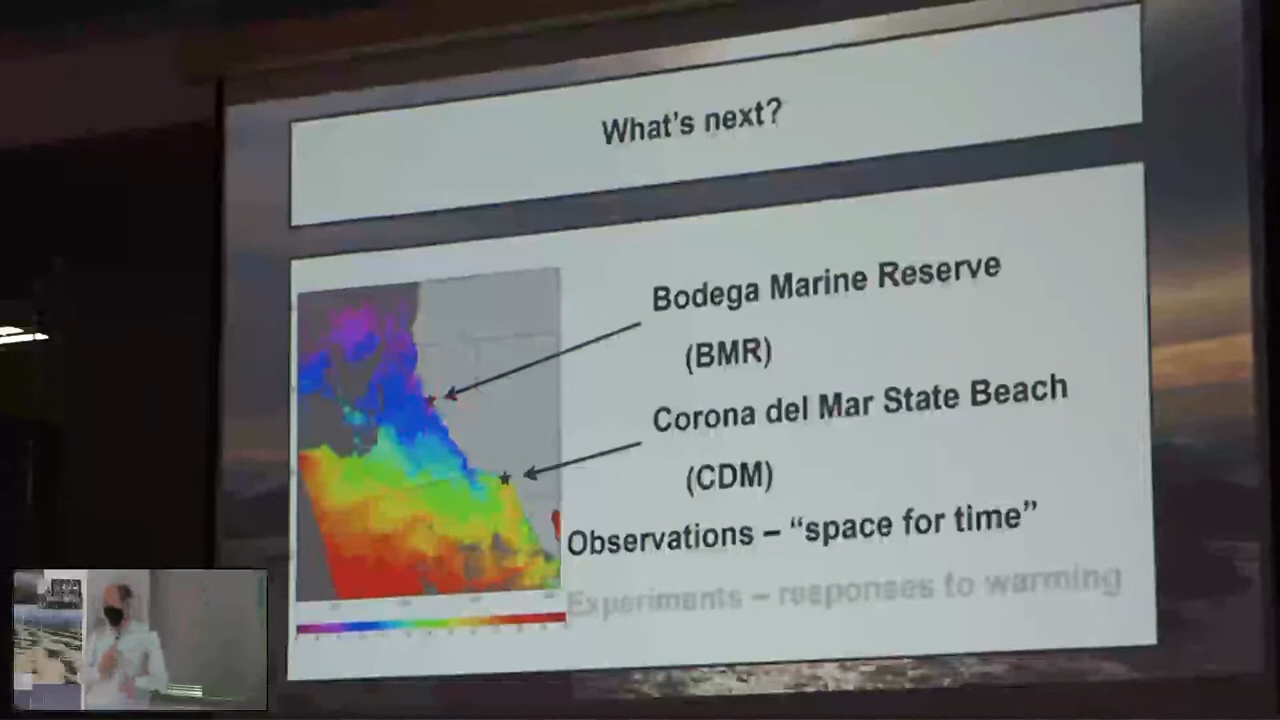 What's next?
Bodega Marine Reserve
(BMR)
Corona del Mar State Beach
(CDM)
Observations – “space for time”
Experiments – responses to warming